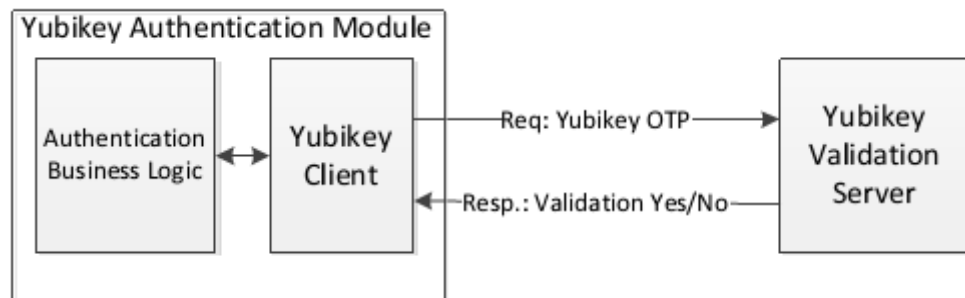 Yubikey Authentication Module
Authentication
Business Logic
Yubikey
Client
Req: Yubikey OTP
Resp.: Validation Yes/No
Yubikey
Validation
Server